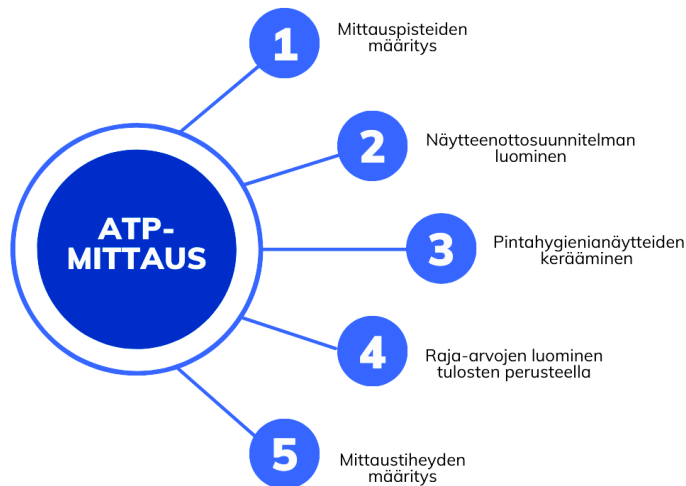 1
Mittauspisteiden
määritys
2
Näytteenottosuunnitelman
luominen
ATP-
MITTAUS
3
Pintahygienianäytteiden
kerääminen
4
Raja-arvojen luominen
tulosten perusteella
5
Mittaustiheyden
määritys